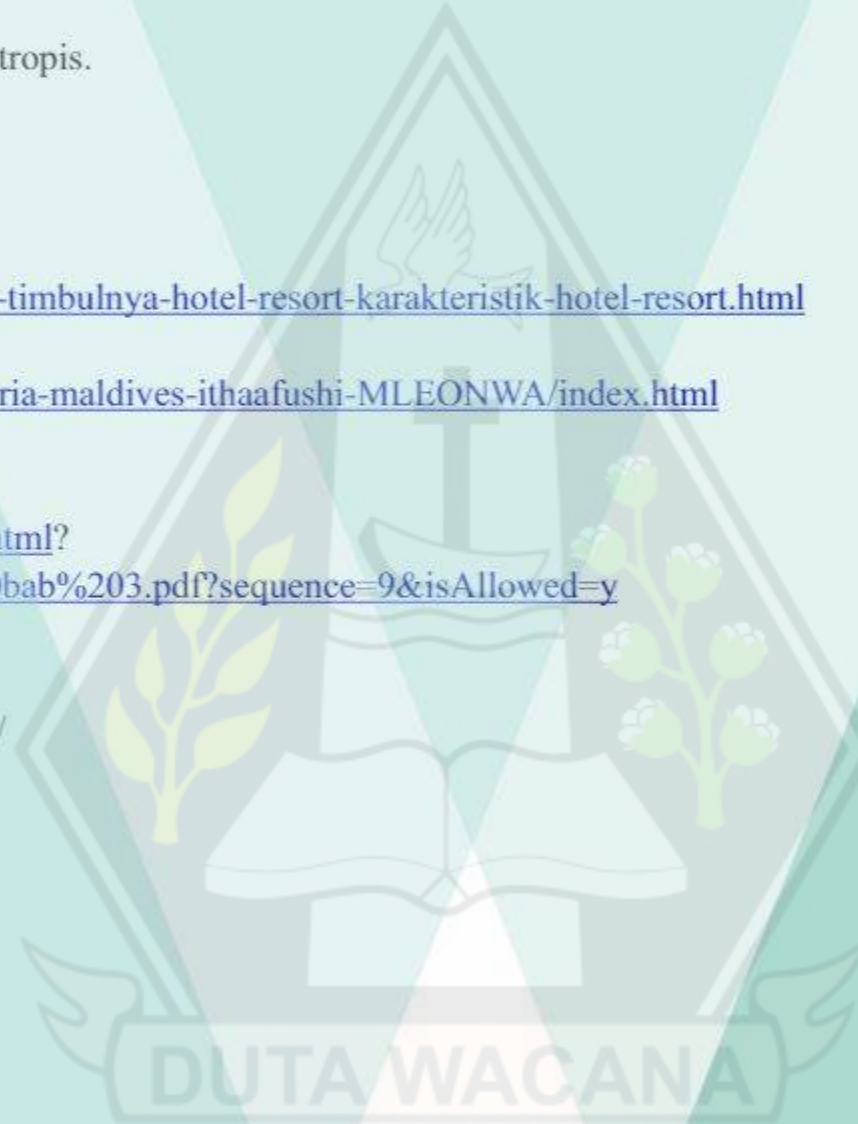 tropis.
-timbulnya-hotel-resort-karakteristik-hotel-resort.html
ria-maldives-ithaafushi-MLEONWA/index.html
tml?
bab%203.pdf?sequence=9&isAllowed=y
/
DUTA WACANA